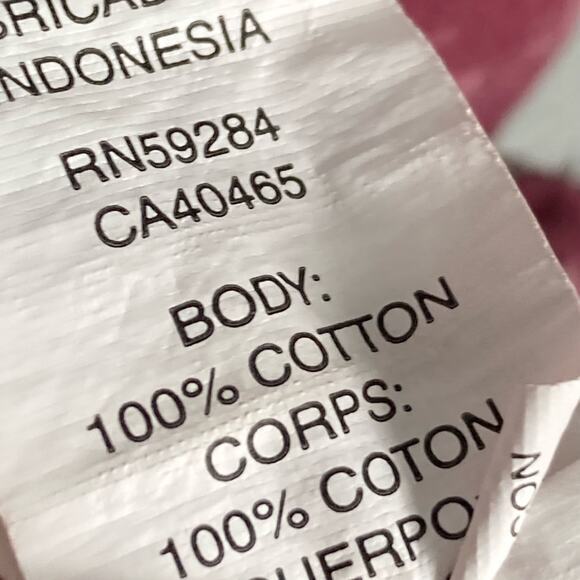 INDONESIA
RN59284
CA40465
BODY:
100% COTTON
CORPS:
100% COTON